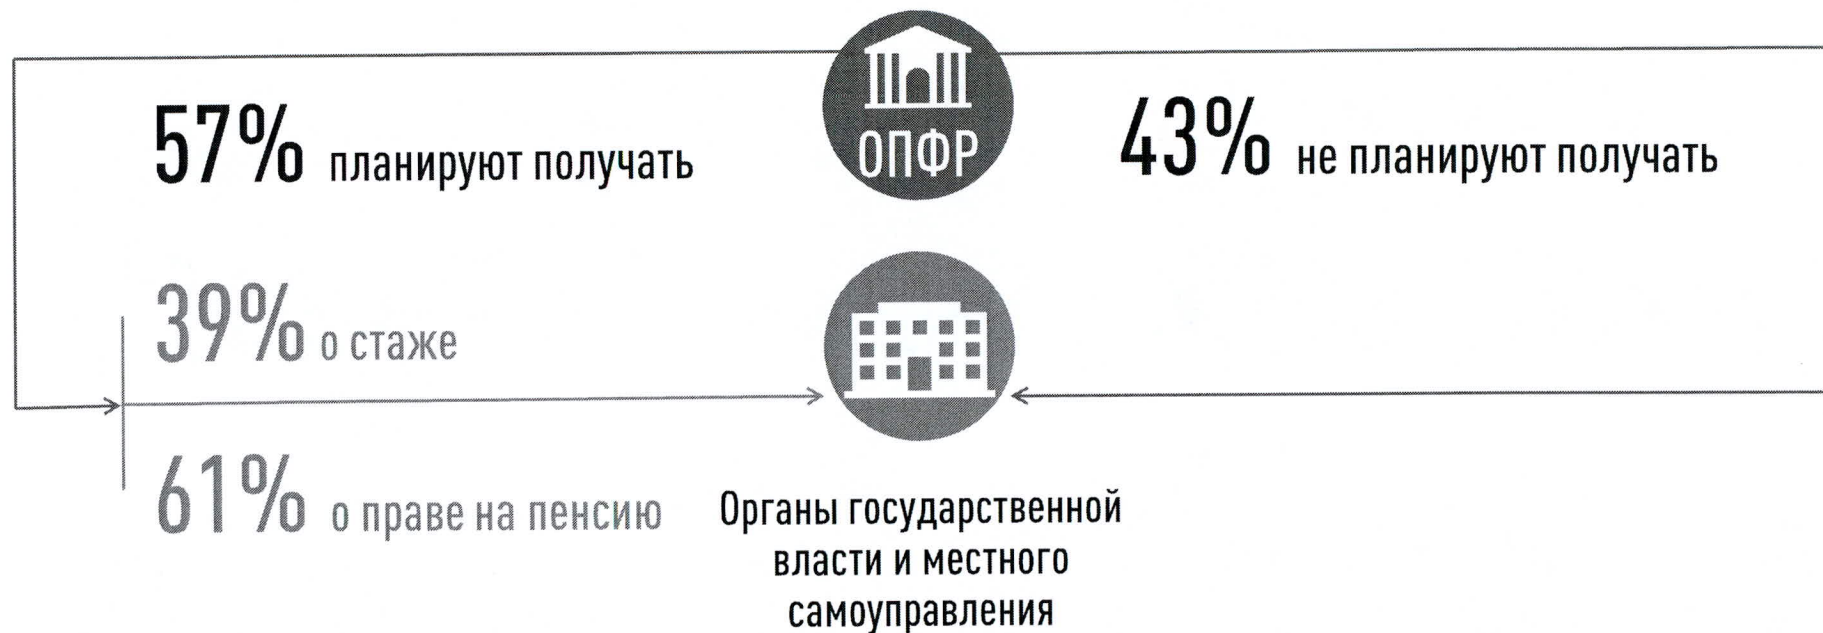 57% планируют получать
ОПФР
43% не планируют получать
39% о стаже
61% о праве на пенсию
Органы государственной
власти и местного
самоуправления